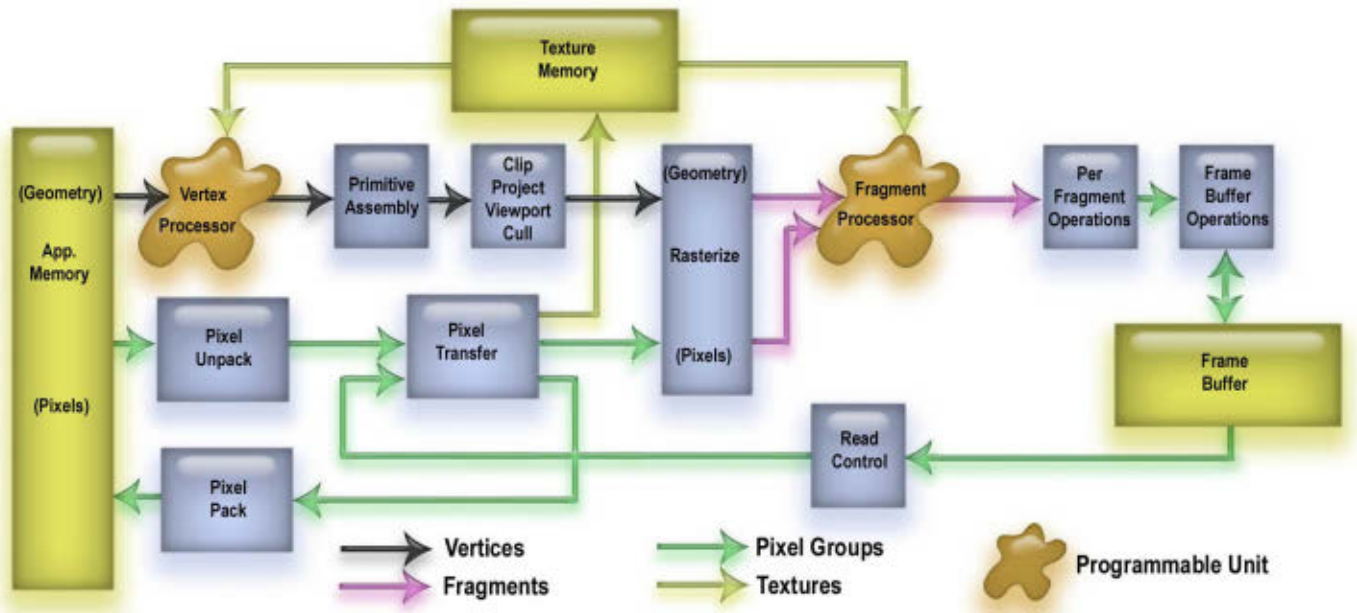 Texture
Memory
(Geometry)
App.
Memory
(Pixels)
Vertex
Processor
Primitive
Assembly
Clip
Project
Viewport
Cull
(Geometry)
Rasterize
(Pixels)
Fragment
Processor
Per
Fragment
Operations
Frame
Buffer
Operations
Pixel
Unpack
Pixel
Transfer
Frame
Buffer
Read
Control
Pixel
Pack
Vertices
Fragments
Pixel Groups
Textures
Programmable Unit